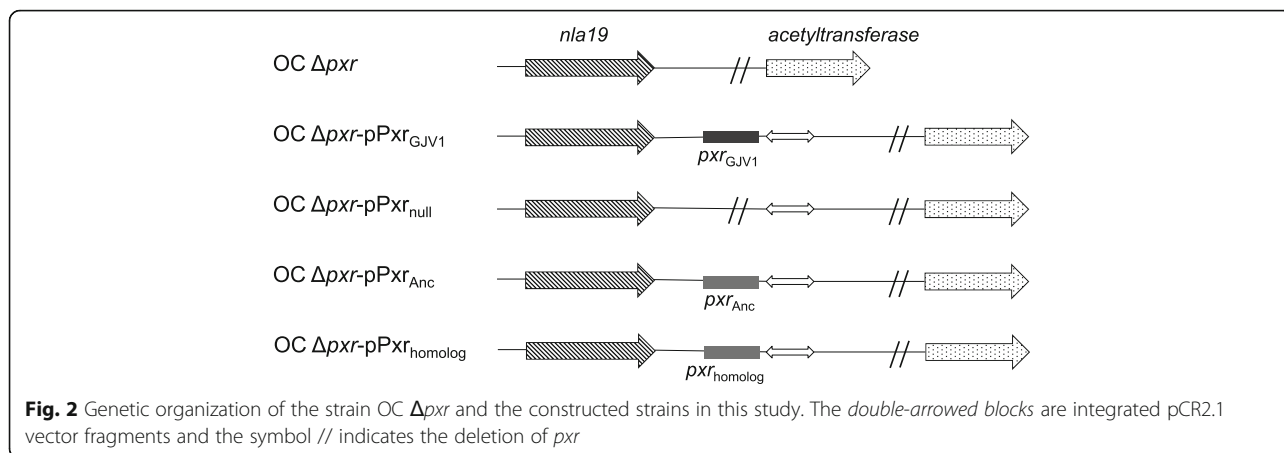 nla19 acetyltransferase
OC Δpxr
OC Δpxr-pPxrGJV1
pxrGJV1
OC Δpxr-pPxrnull
OC Δpxr-pPxrAnc
pxrAnc
OC Δpxr-pPxrhomolog
pxrhomolog
Fig. 2 Genetic organization of the strain OC Δpxr and the constructed strains in this study. The double-arrowed blocks are integrated pCR2.1
vector fragments and the symbol // indicates the deletion of pxr